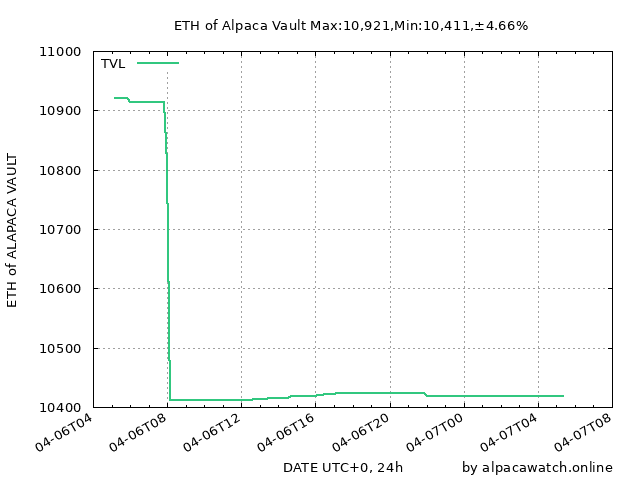 ETH of Alpaca Vault Max:10,921,Min:10,411,±4.66%
TVL
ETH of ALAPACA VAULT
11000
10900
10800
10700
10600
10500
10400
04-06T04
04-06T08
04-06T12
04-06T16
04-06T20
04-07T00
04-07T04
04-07T08
DATE UTC+0, 24h
by alpacawatch.online